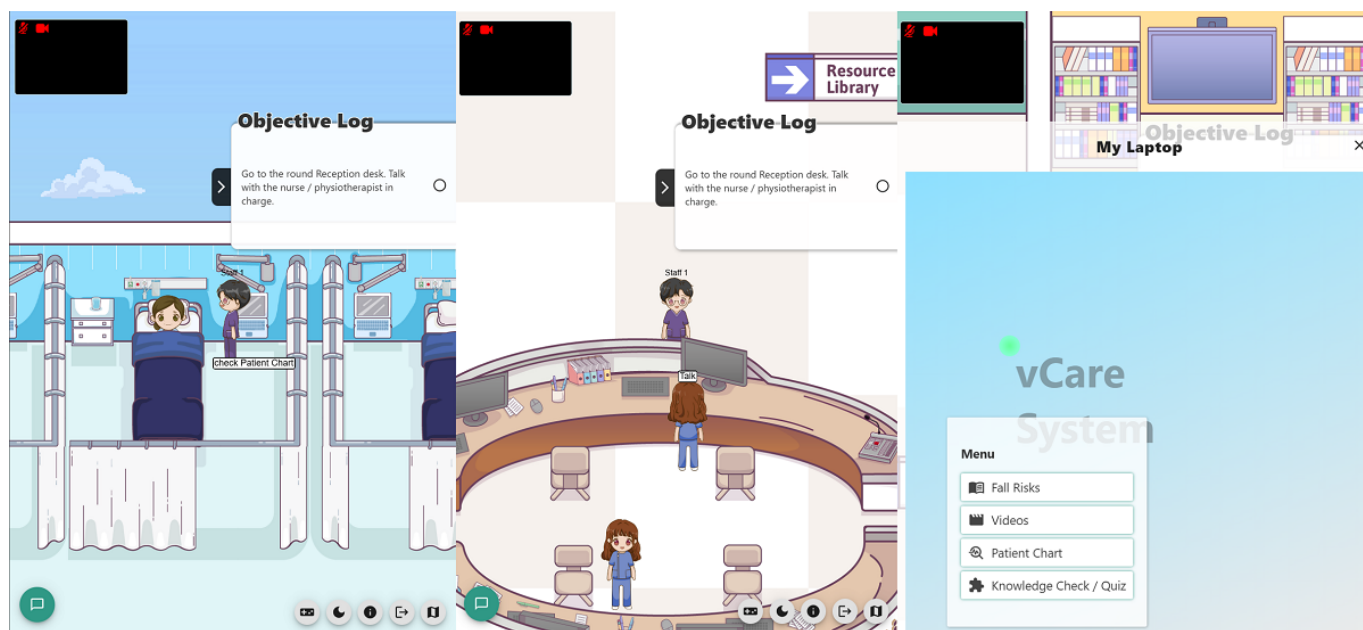 Objective Log
Go to the round Reception desk. Talk
with the nurse / physiotherapist in
charge.
Staff 1
check Patient Chart
Resource
Library
Objective Log
Go to the round Reception desk. Talk
with the nurse / physiotherapist in
charge.
Staff 1
Talk
Objective Log
My Laptop
vCare
System
Menu
Fall Risks
Videos
Patient Chart
Knowledge Check / Quiz